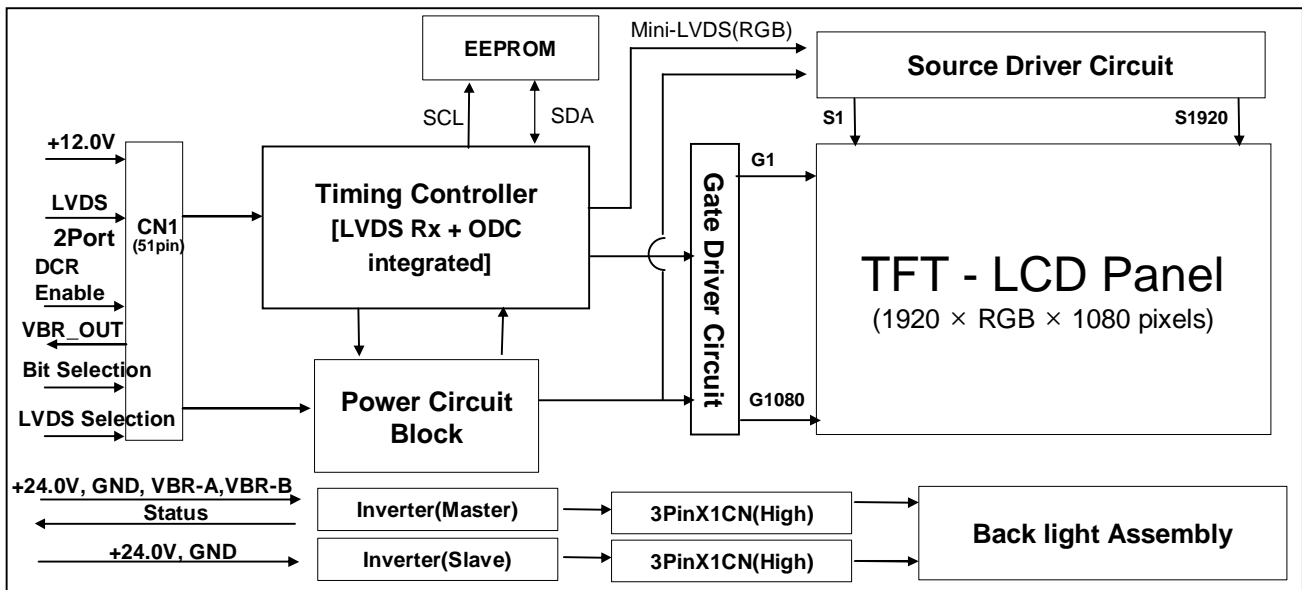 Mini-LVDS(RGB)
EEPROM
Source Driver Circuit
SCL
SDA
S1
S1920
+12.0V
LVDS
2Port
DCR
Enable
VBR_OUT
Bit Selection
LVDS Selection
CN1
(51pin)
Timing Controller
[LVDS Rx + ODC
integrated]
Power Circuit
Block
Gate Driver Circuit
G1
G1080
TFT - LCD Panel
(1920 × RGB × 1080 pixels)
+24.0V, GND, VBR-A,VBR-B
Status
Inverter(Master)
3PinX1CN(High)
Back light Assembly
+24.0V, GND
Inverter(Slave)
3PinX1CN(High)